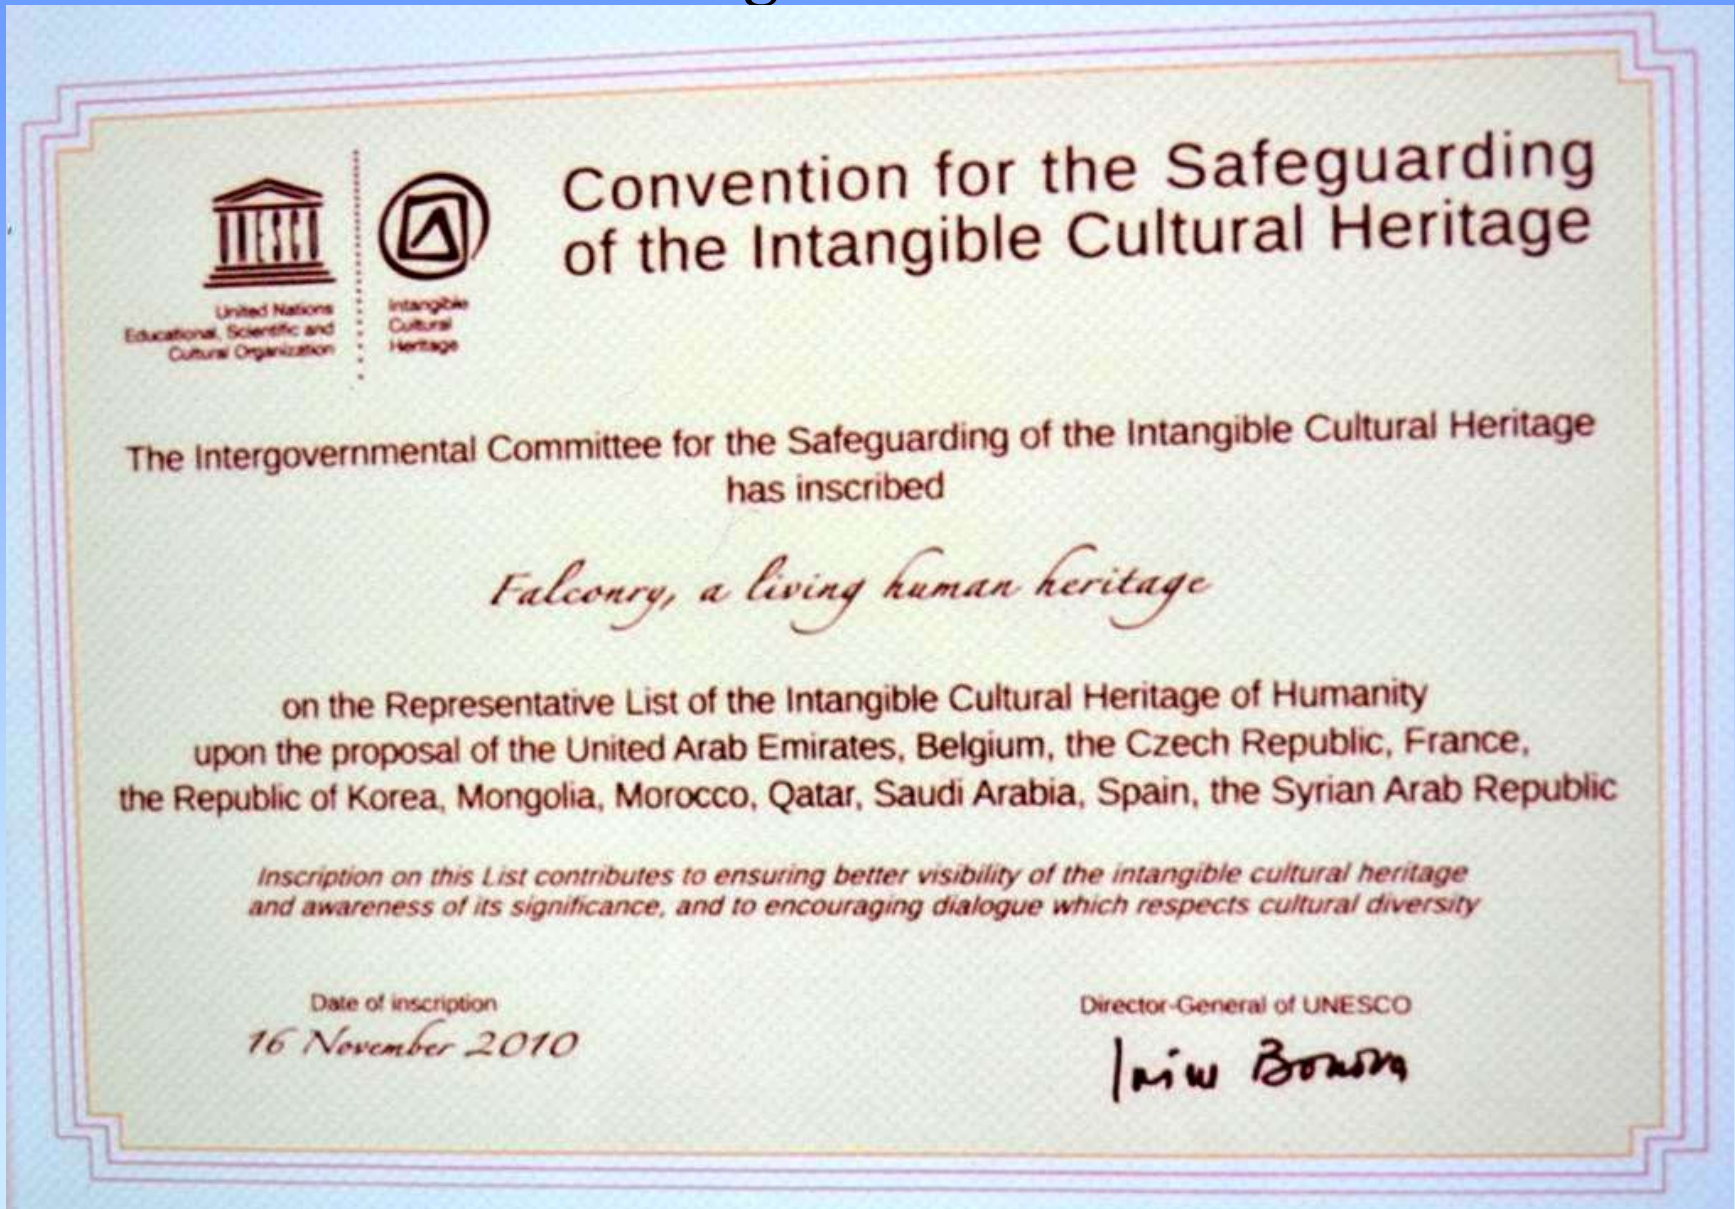 Convention for the Safeguarding
of the Intangible Cultural Heritage
UNESCO
United Nations
Educational, Scientific and
Cultural Organization
Intangible
Cultural
Heritage
The Intergovernmental Committee for the Safeguarding of the Intangible Cultural Heritage
has inscribed
Falconry, a living human heritage
on the Representative List of the Intangible Cultural Heritage of Humanity
upon the proposal of the United Arab Emirates, Belgium, the Czech Republic, France,
the Republic of Korea, Mongolia, Morocco, Qatar, Saudi Arabia, Spain, the Syrian Arab Republic
Inscription on this List contributes to ensuring better visibility of the intangible cultural heritage
and awareness of its significance, and to encouraging dialogue which respects cultural diversity
Date of inscription
16 November 2010
Director-General of UNESCO